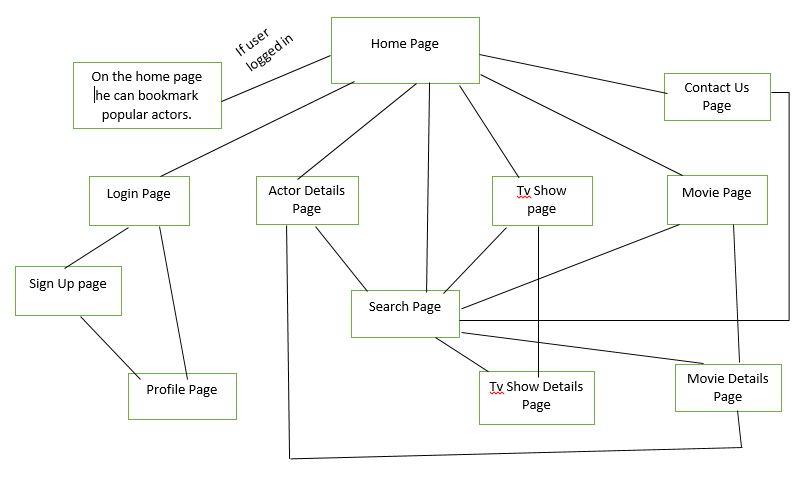 If user
logged in
Home Page
On the home page
he can bookmark
popular actors.
Contact Us
Page
Login Page
Actor Details
Page
Tv Show
page
Movie Page
Sign Up page
Search Page
Profile Page
Tv Show Details
Page
Movie Details
Page